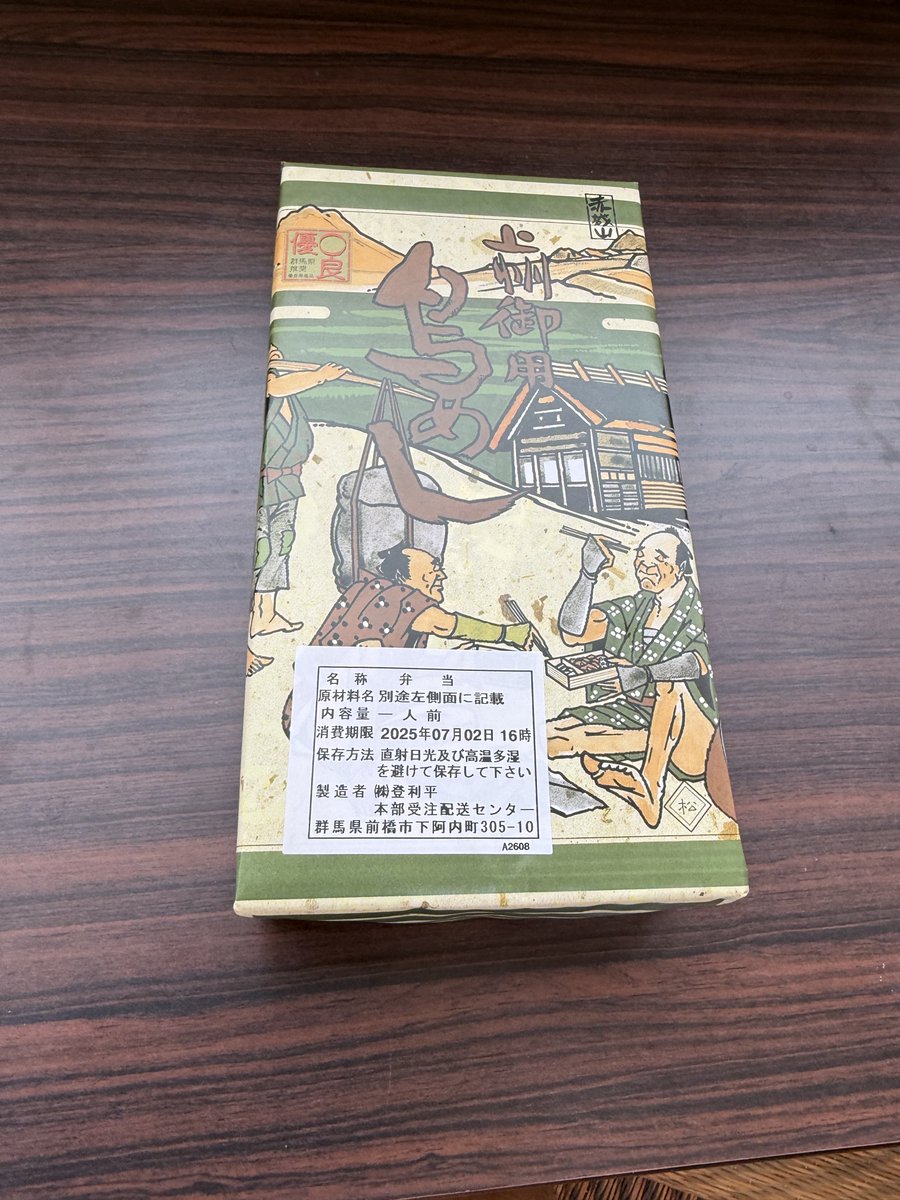 赤城山
上州御用
鳥めし
優良
群馬県
推奨
優良県産品
松
名称 弁当
原材料名 別途左側面に記載
内容量 一人前
消費期限 2025年07月02日 16時
保存方法 直射日光及び高温多湿
を避けて保存して下さい
製造者 ㈱登利平
本部受注配送センター
群馬県前橋市下阿内町305-10
A2608